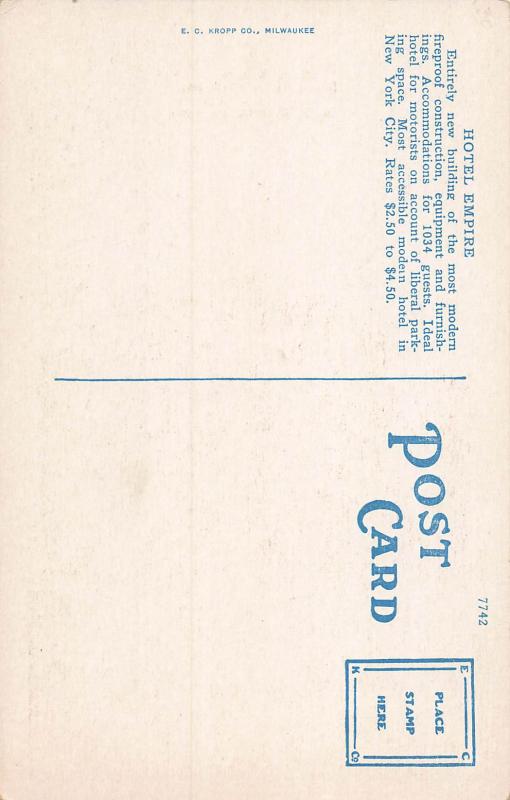 HOTEL EMPIRE
Entirely new building of the most modern
fireproof construction, equipment and furnish-
ings. Accommodations for 1034 guests. Ideal
hotel for motorists on account of liberal park-
ing space. Most accessible modern hotel in
New York City. Rates $2.50 to $4.50.
E. C. KROPP CO., MILWAUKEE
7742
POST
CARD
E C
PLACE
STAMP
HERE
K Co